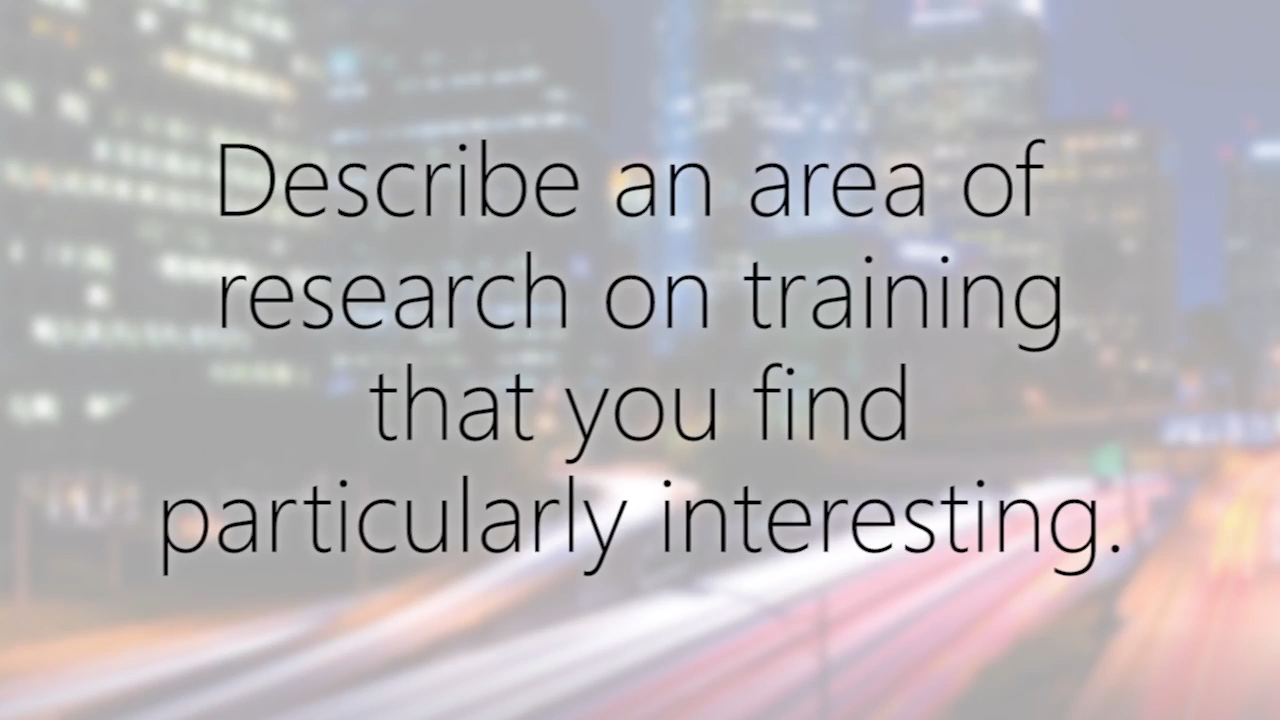 Describe an area of
research on training
that you find
particularly interesting.